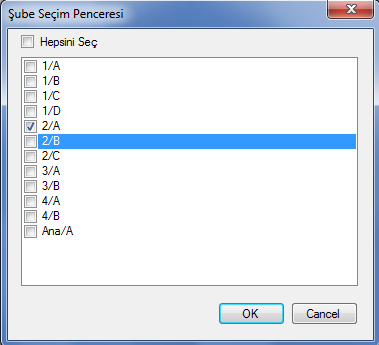 Şube Seçim Penceresi
Hepsini Seç
1/A
1/B
1/C
1/D
2/A
2/B
2/C
3/A
3/B
4/A
4/B
Ana/A
OK
Cancel